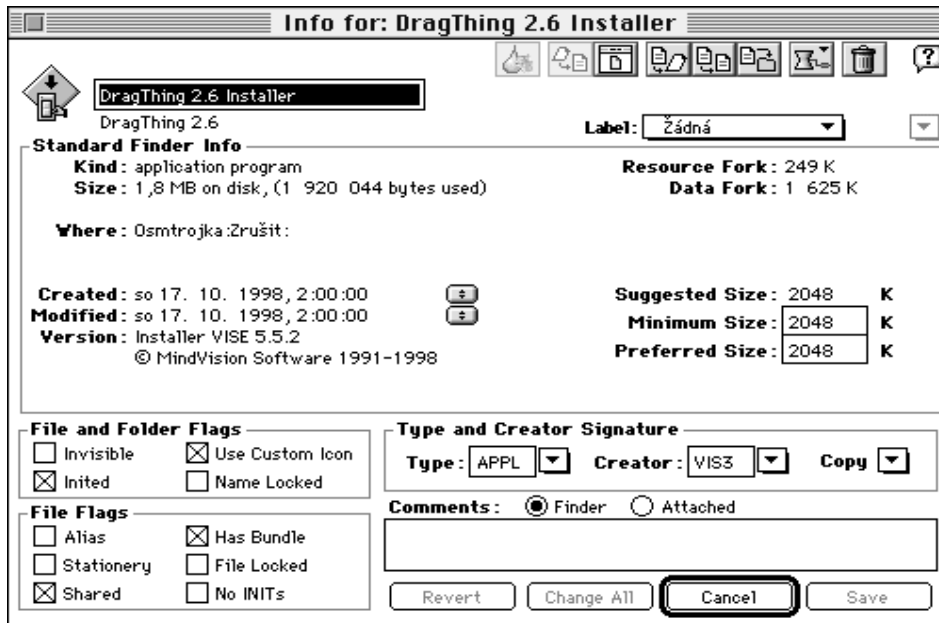 Info for: DragThing 2.6 Installer
DragThing 2.6 Installer
DragThing 2.6
Label: Žádná
Standard Finder Info
Kind: application program
Size: 1,8 MB on disk, (1 920 044 bytes used)
Where: Osmtrojka:Zrušit:
Resource Fork: 249 K
Data Fork: 1 625 K
Created: so 17. 10. 1998, 2:00:00
Modified: so 17. 10. 1998, 2:00:00
Version: Installer VISE 5.5.2
© MindVision Software 1991-1998
Suggested Size: 2048 K
Minimum Size: 2048 K
Preferred Size: 2048 K
File and Folder Flags
Invisible
Use Custom Icon
Inited
Name Locked
File Flags
Alias
Has Bundle
Stationery
File Locked
Shared
No INITs
Type and Creator Signature
Type: APPL Creator: VIS3 Copy
Comments: Finder Attached
Revert
Change All
Cancel
Save